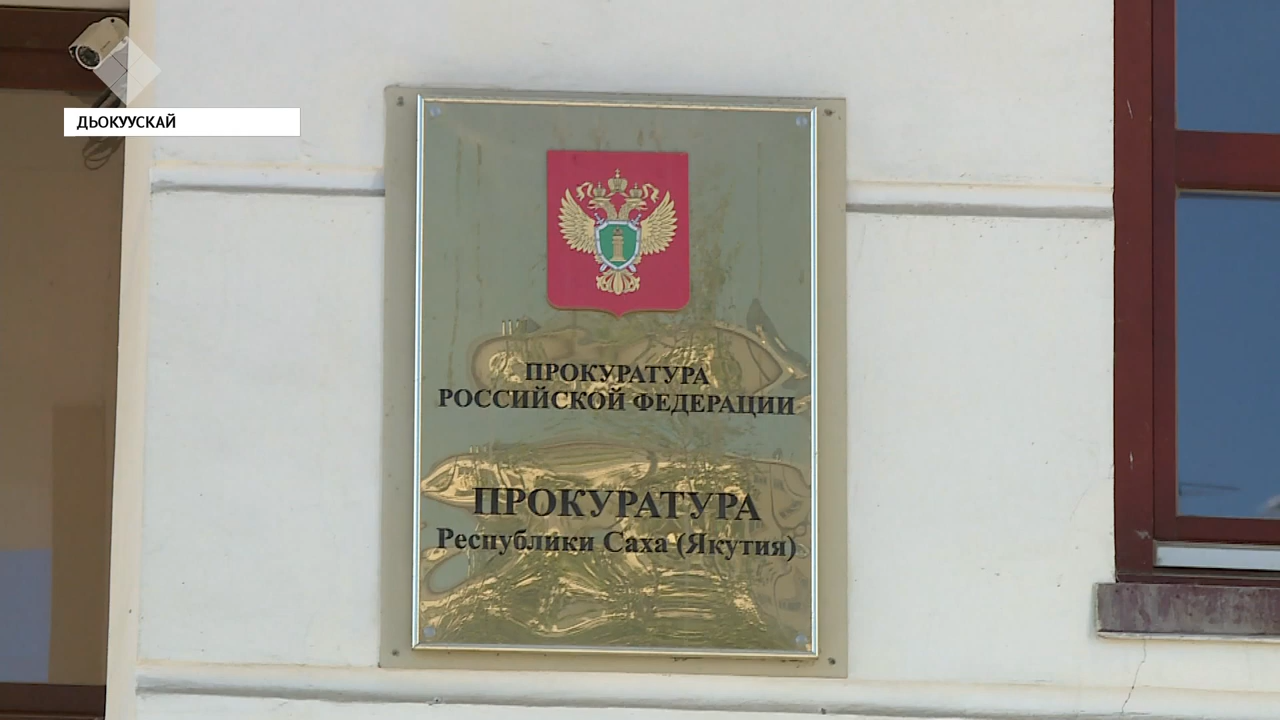 ДЬОКУУСКАЙ
ПРОКУРАТУРА
РОССИЙСКОЙ ФЕДЕРАЦИИ
ПРОКУРАТУРА
Республики Саха (Якутия)